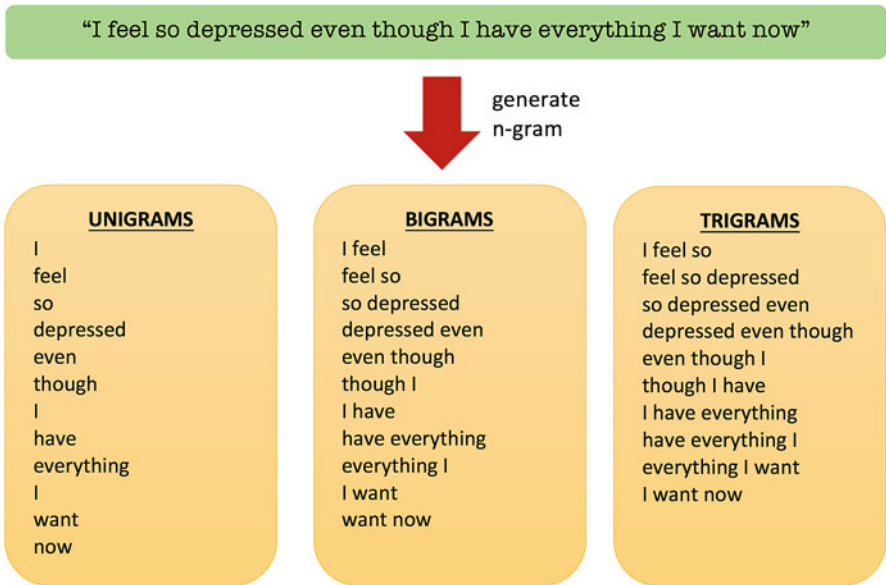 “I feel so depressed even though I have everything I want now”
generate
n-gram
UNIGRAMS
I
feel
so
depressed
even
though
I
have
everything
I
want
now
BIGRAMS
I feel
feel so
so depressed
depressed even
even though
though I
I have
have everything
everything I
I want
want now
TRIGRAMS
I feel so
feel so depressed
so depressed even
depressed even though
even though I
though I have
I have everything
have everything I
everything I want
I want now